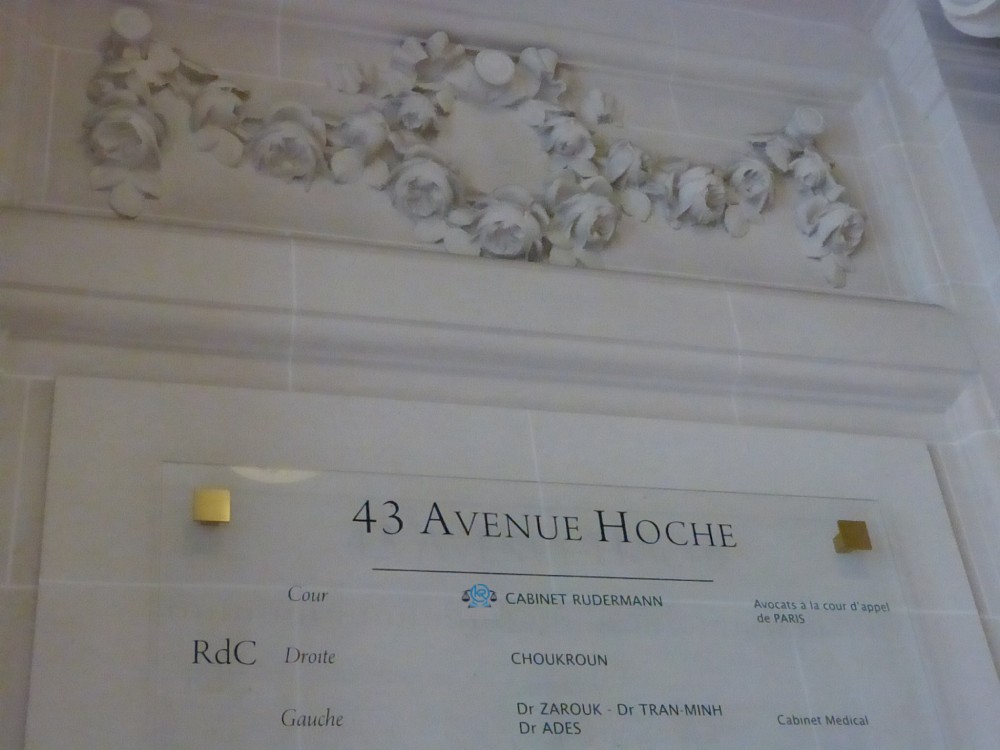 43 AVENUE HOCHE
Cour KR CABINET RUDERMANN Avocats a la cour d'appel
de PARIS
RdC Droite CHOUKROUN
Gauche Dr ZAROUK - Dr TRAN-MINH Cabinet Medical
Dr ADES